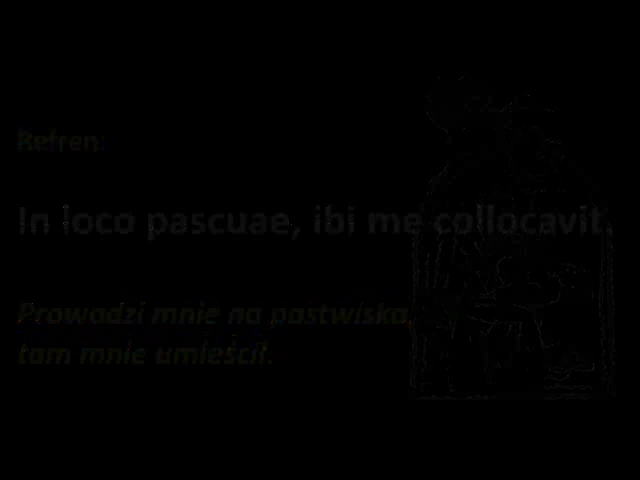 Refren:
In loco pascuae, ibi me collocavit.
Prowadzi mnie na pastwiska,
tam mnie umieścił.